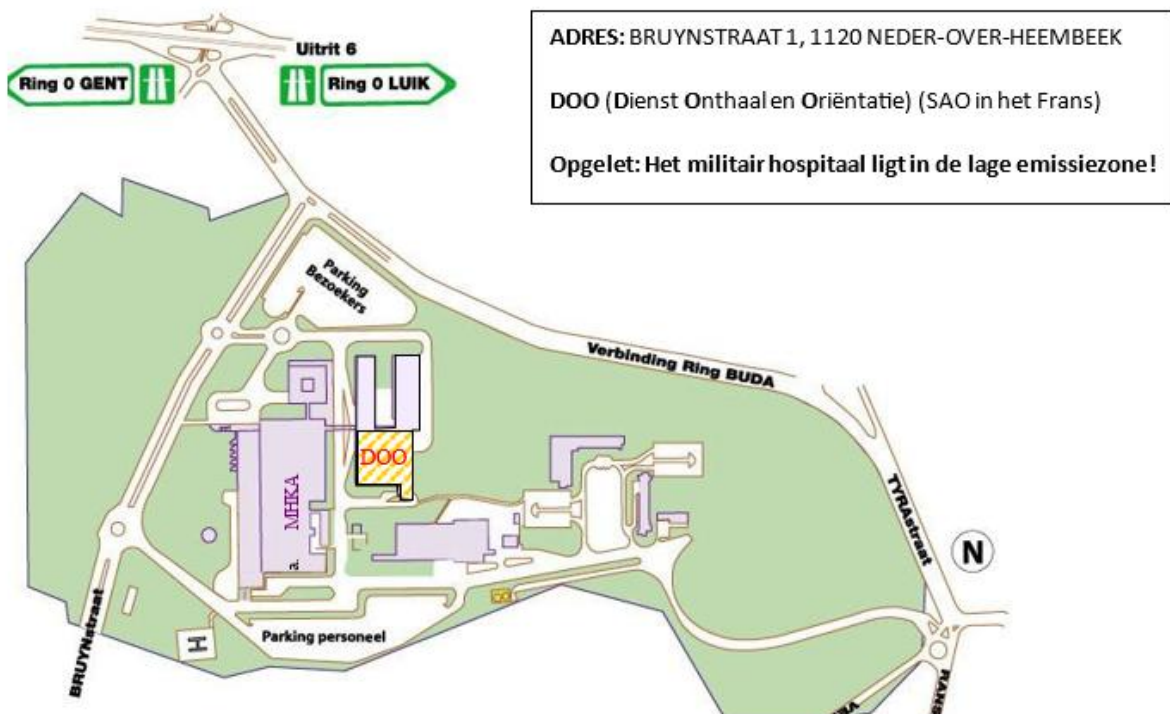 Uitrit 6
Ring 0 GENT
Ring 0 LUIK
ADRES: BRUYNSTRAAT 1, 1120 NEDER-OVER-HEEMBEEK
DOO (Dienst Onthaal en Oriëntatie) (SAO in het Frans)
Opgelet: Het militair hospitaal ligt in de lage emissiezone!
Parking
Bezoekers
Verbinding Ring BUDA
DOO
MHKA
a.
TYRAstraat
N
BRUYNstraat
H
Parking personeel
RANS